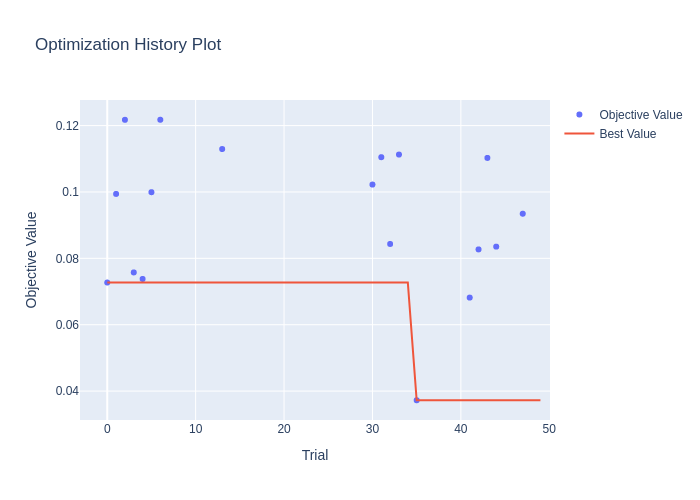 Optimization History Plot
Objective Value
Best Value
0.12
0.1
0.08
0.06
0.04
Objective Value
0 10 20 30 40 50
Trial